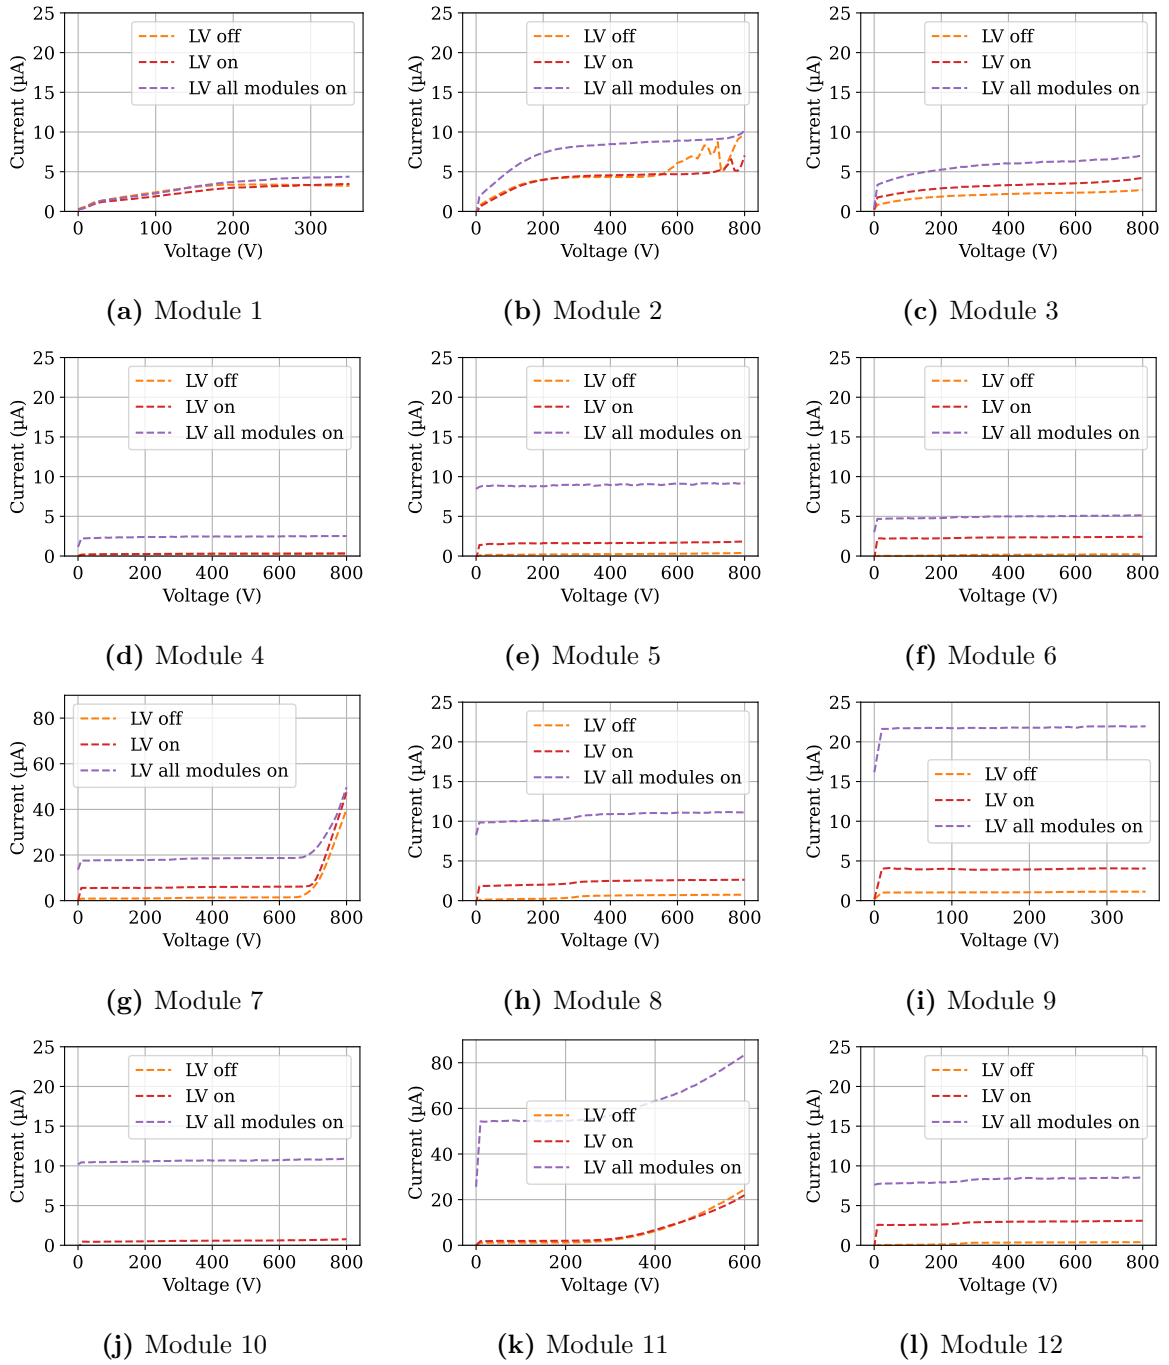 25
20
15
10
5
0
Current (μA)
LV off
LV on
LV all modules on
0 100 200 300
Voltage (V)
(a) Module 1
25
20
15
10
5
0
Current (μA)
LV off
LV on
LV all modules on
0 200 400 600 800
Voltage (V)
(b) Module 2
25
20
15
10
5
0
Current (μA)
LV off
LV on
LV all modules on
0 200 400 600 800
Voltage (V)
(c) Module 3
25
20
15
10
5
0
Current (μA)
LV off
LV on
LV all modules on
0 200 400 600 800
Voltage (V)
(d) Module 4
25
20
15
10
5
0
Current (μA)
LV off
LV on
LV all modules on
0 200 400 600 800
Voltage (V)
(e) Module 5
25
20
15
10
5
0
Current (μA)
LV off
LV on
LV all modules on
0 200 400 600 800
Voltage (V)
(f) Module 6
80
60
40
20
0
Current (μA)
LV off
LV on
LV all modules on
0 200 400 600 800
Voltage (V)
(g) Module 7
25
20
15
10
5
0
Current (μA)
LV off
LV on
LV all modules on
0 200 400 600 800
Voltage (V)
(h) Module 8
25
20
15
10
5
0
Current (μA)
LV off
LV on
LV all modules on
0 100 200 300
Voltage (V)
(i) Module 9
25
20
15
10
5
0
Current (μA)
LV off
LV on
LV all modules on
0 200 400 600 800
Voltage (V)
(j) Module 10
80
60
40
20
0
Current (μA)
LV off
LV on
LV all modules on
0 200 400 600
Voltage (V)
(k) Module 11
25
20
15
10
5
0
Current (μA)
LV off
LV on
LV all modules on
0 200 400 600 800
Voltage (V)
(l) Module 12